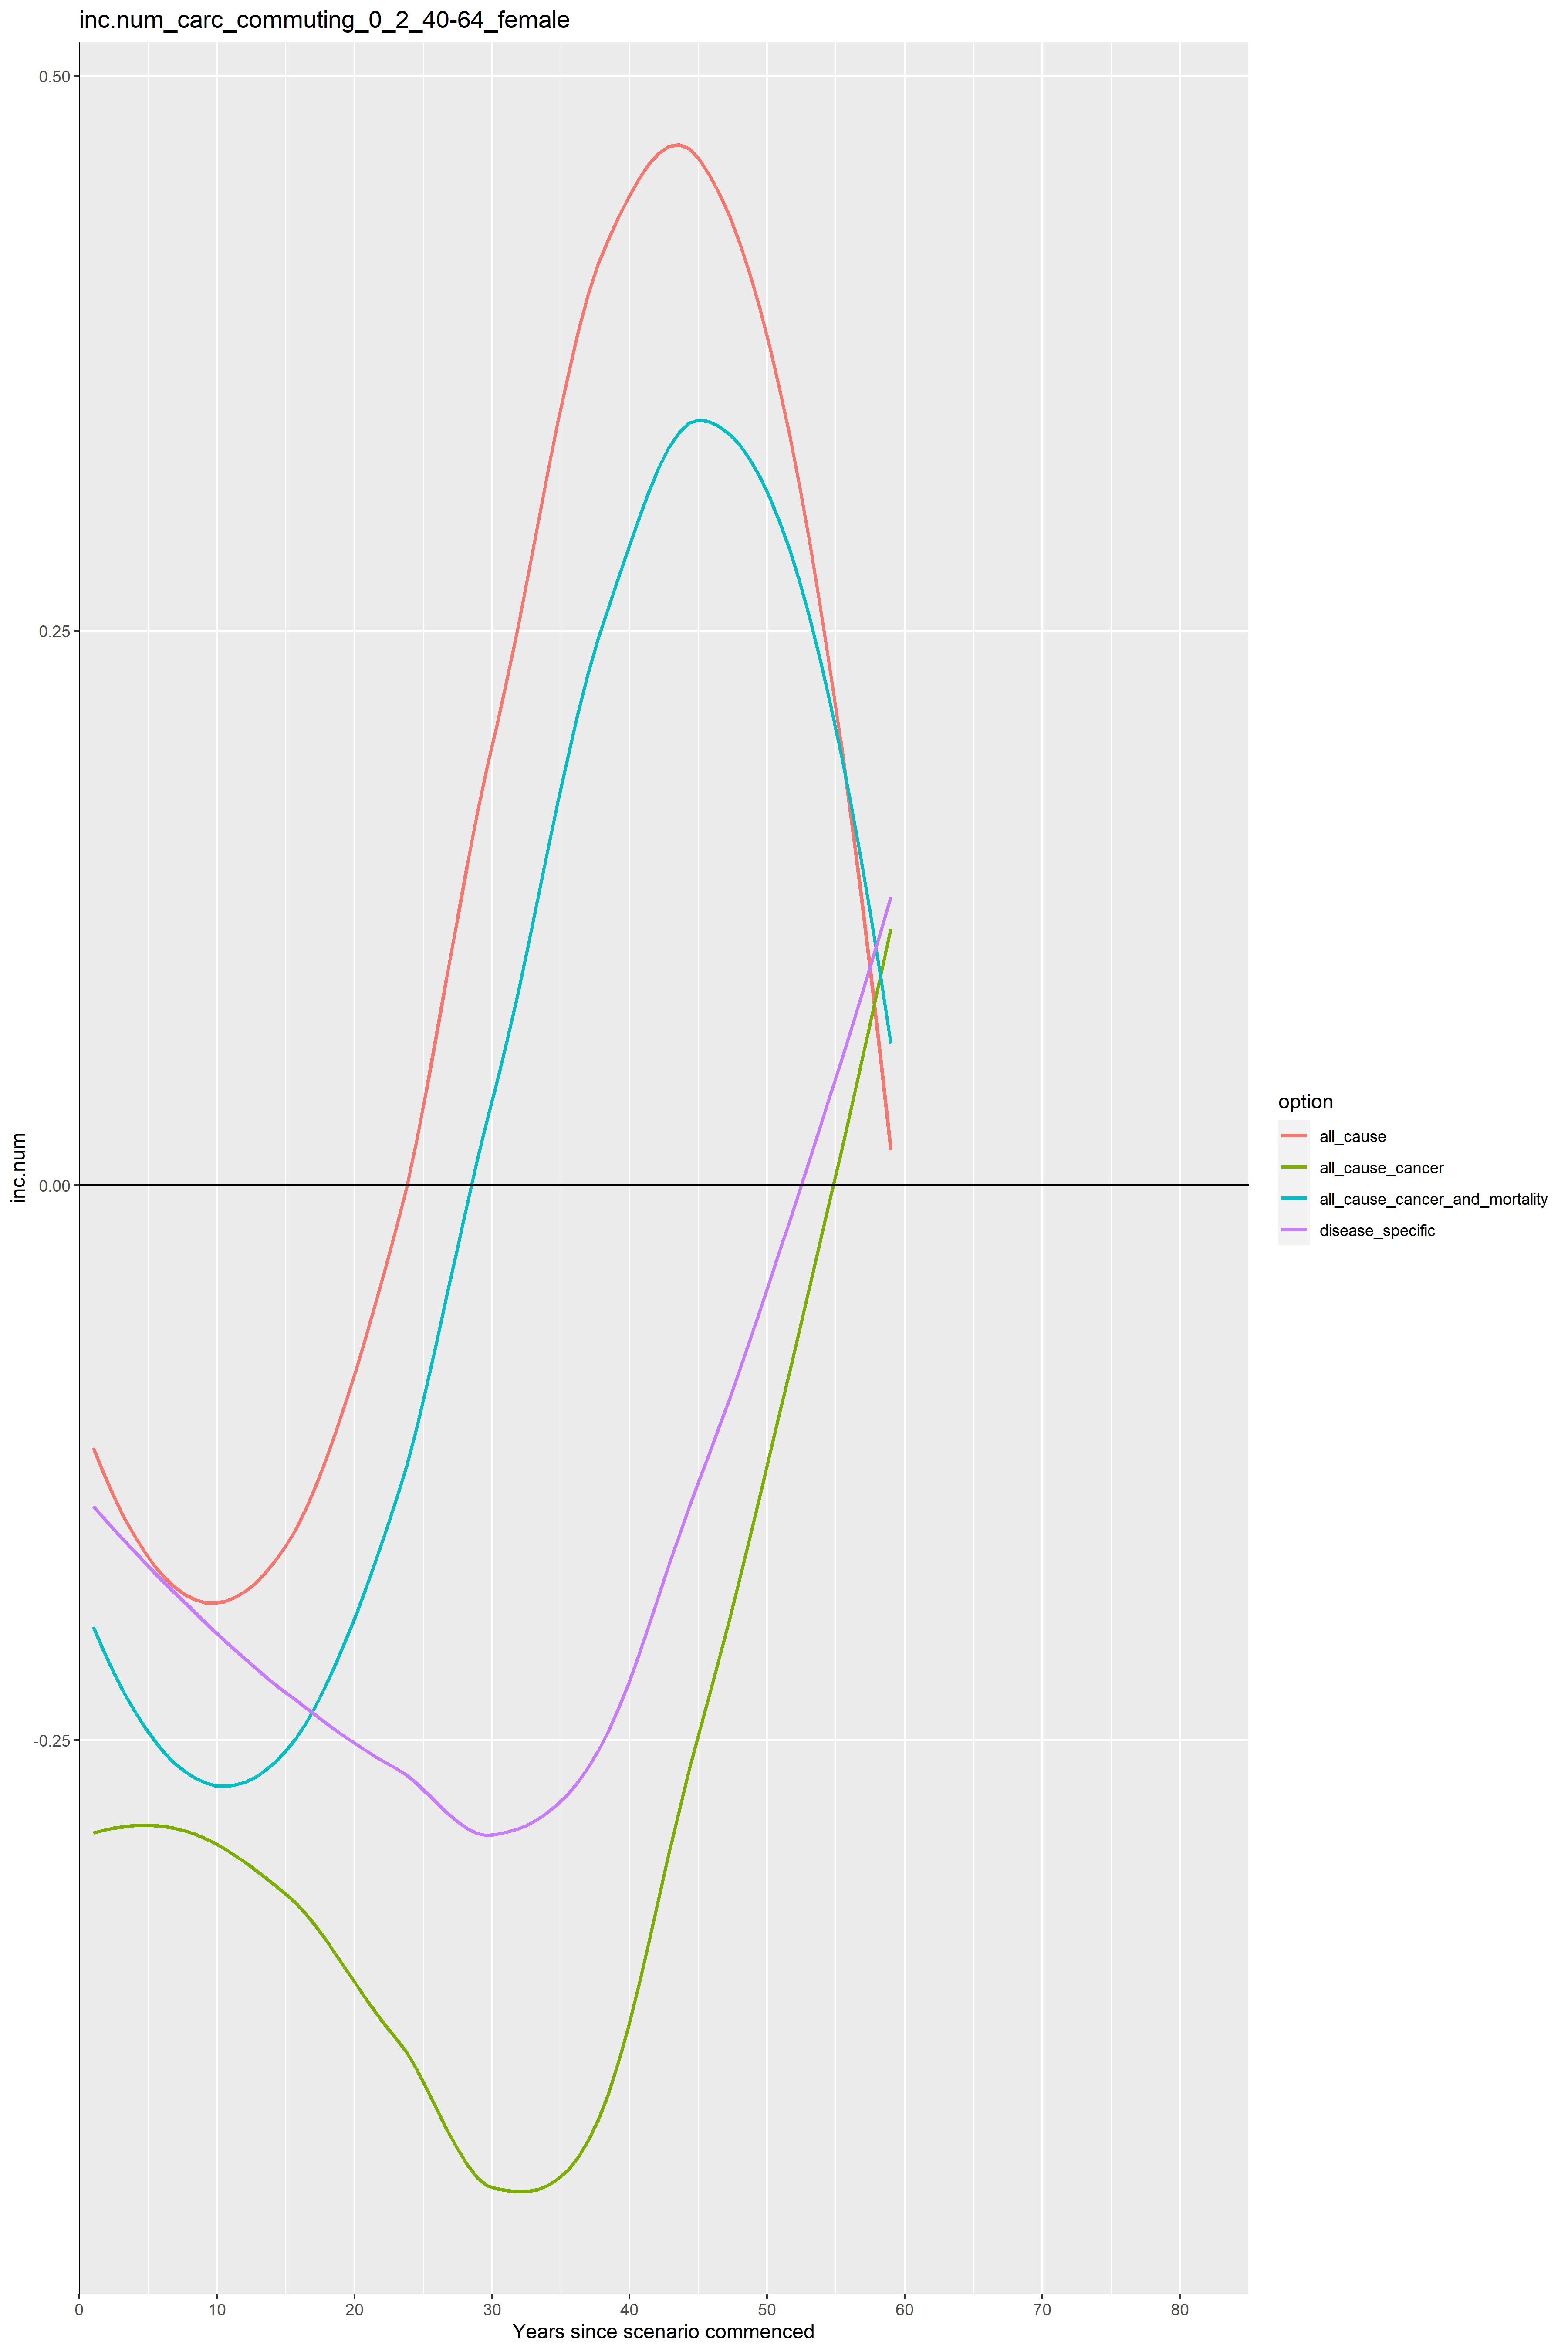 inc.num_carc_commuting_0_2_40-64_female
0.50
0.25
0.00
-0.25
inc.num
0 10 20 30 40 50 60 70 80
Years since scenario commenced
option
all_cause
all_cause_cancer
all_cause_cancer_and_mortality
disease_specific